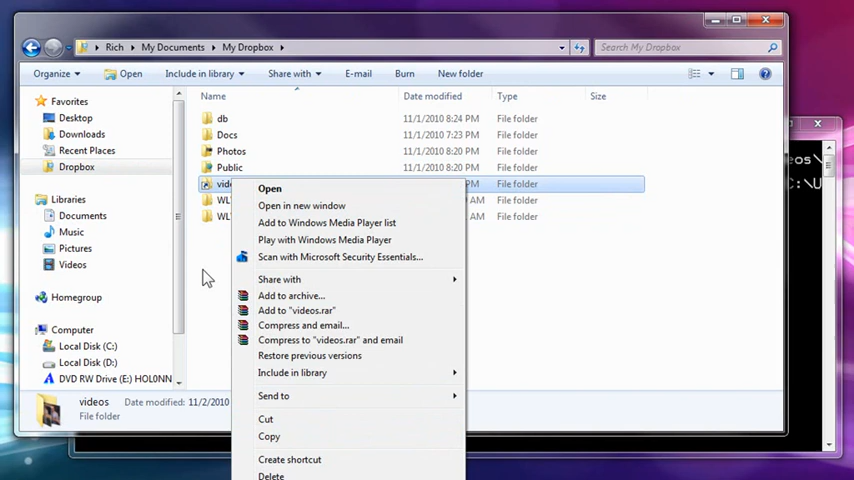 Rich ▸ My Documents ▸ My Dropbox ▸
Search My Dropbox
Organize ▾ Open Include in library ▾ Share with ▾ E-mail Burn New folder
Name Date modified Type Size
Favorites
Desktop
Downloads
Recent Places
Dropbox
Libraries
Documents
Music
Pictures
Videos
Homegroup
Computer
Local Disk (C:)
Local Disk (D:)
DVD RW Drive (E:) HOL0NN
db 11/1/2010 8:24 PM File folder
Docs 11/1/2010 7:23 PM File folder
Photos 11/1/2010 8:20 PM File folder
Public 11/1/2010 8:20 PM File folder
PM File folder
AM File folder
AM File folder
Open
Open in new window
Add to Windows Media Player list
Play with Windows Media Player
Scan with Microsoft Security Essentials...
Share with
Add to archive...
Add to "videos.rar"
Compress and email...
Compress to "videos.rar" and email
Restore previous versions
Include in library
Send to
Cut
Copy
Create shortcut
Delete
videos Date modified: 11/2/2010
File folder
eos\
C:\U